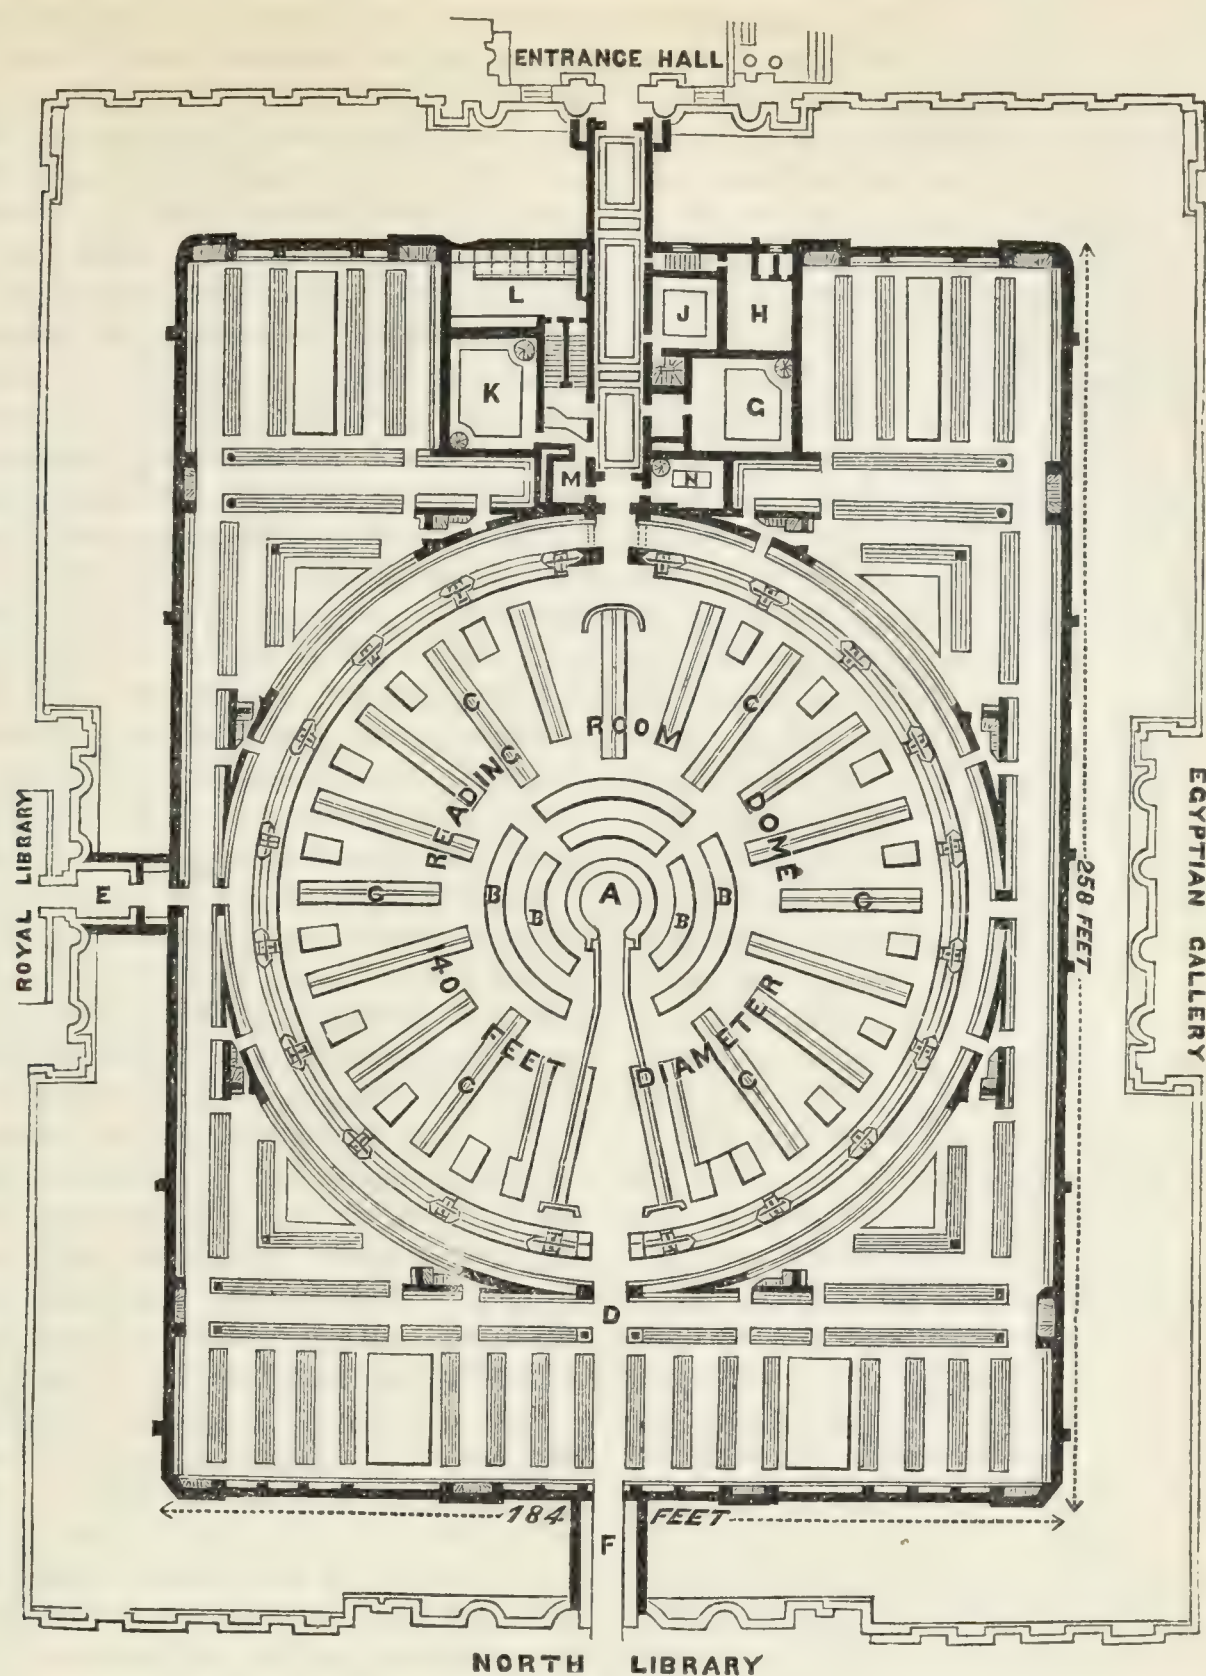 ENTRANCE HALL
L
J
H
K
G
M
N
C
C
READING ROOM
DOME
ROYAL LIBRARY
E
C
B
B
A
B
B
C
258 FEET
EGYPTIAN GALLERY
140 FEET DIAMETER
C
C
D
184 FEET
F
NORTH LIBRARY